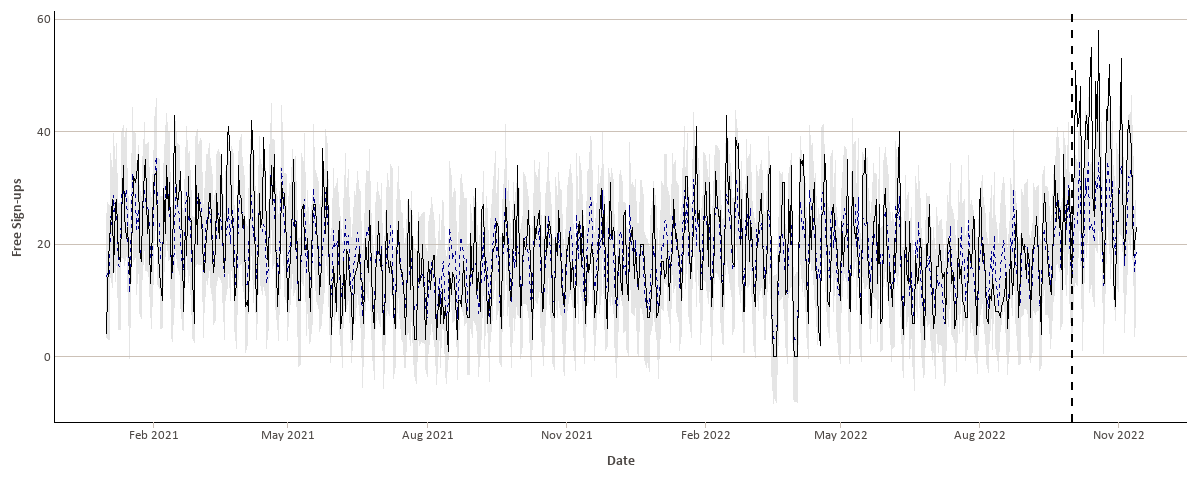 60
40
20
0
Free Sign-ups
Feb 2021
May 2021
Aug 2021
Nov 2021
Feb 2022
May 2022
Aug 2022
Nov 2022
Date